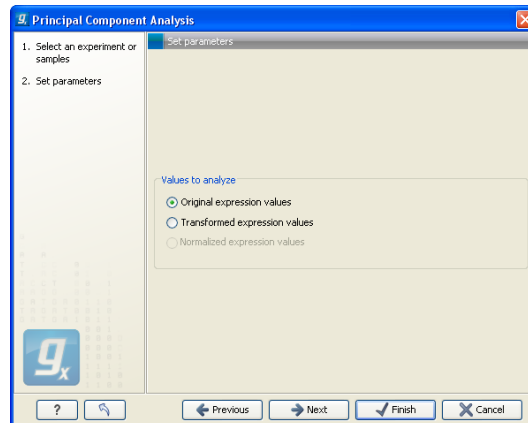 Principal Component Analysis
1. Select an experiment or
samples
2. Set parameters
Set parameters
Values to analyze
Original expression values
Transformed expression values
Normalized expression values
gx
?
Previous
Next
Finish
Cancel